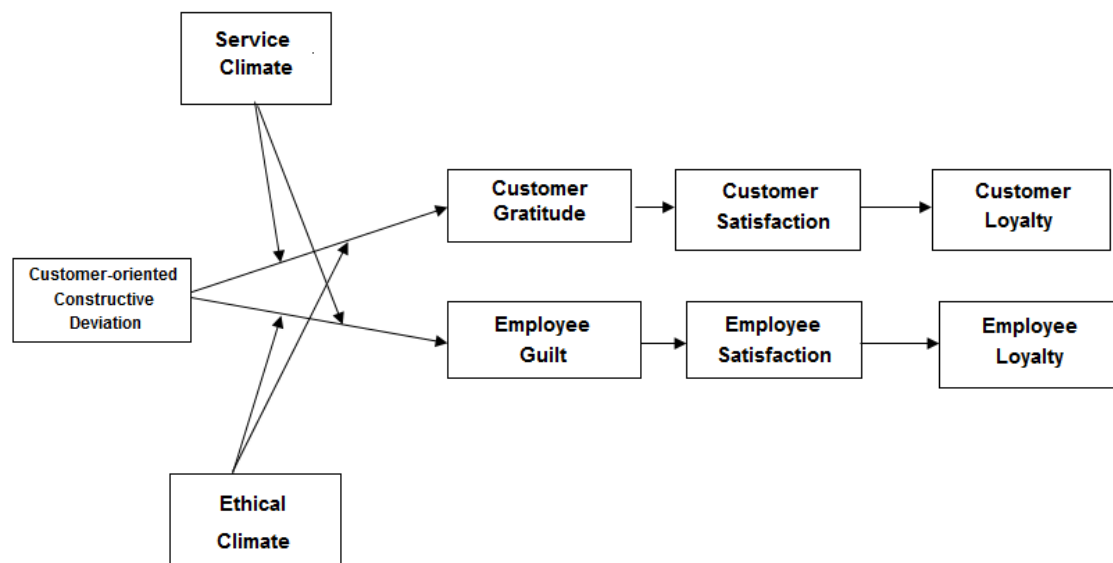 Service
Climate
Customer
Gratitude
Customer
Satisfaction
Customer
Loyalty
Customer-oriented
Constructive
Deviation
Employee
Guilt
Employee
Satisfaction
Employee
Loyalty
Ethical
Climate